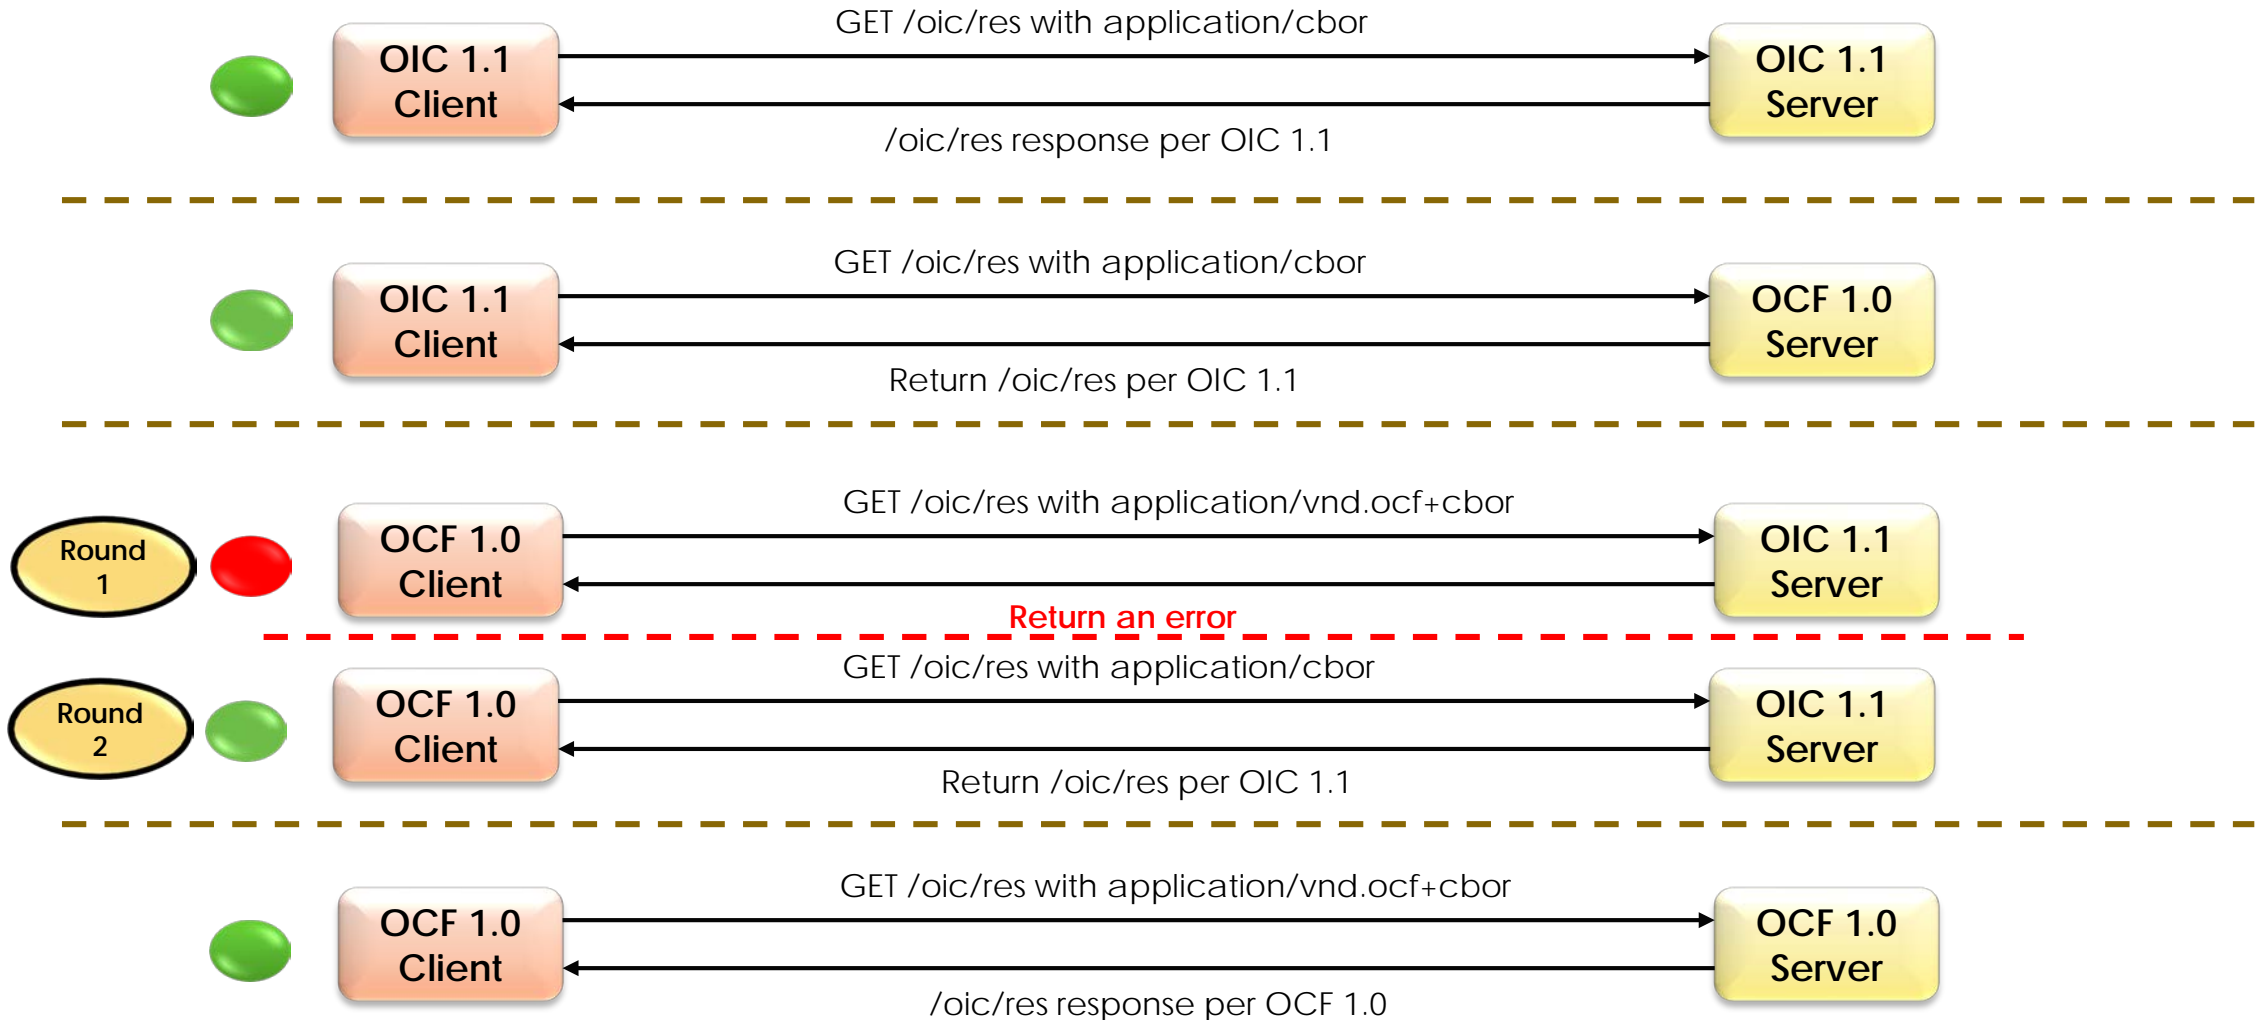 GET /oic/res with application/cbor
OIC 1.1
Client
OIC 1.1
Server
/oic/res response per OIC 1.1
GET /oic/res with application/cbor
OIC 1.1
Client
OCF 1.0
Server
Return /oic/res per OIC 1.1
GET /oic/res with application/vnd.ocf+cbor
Round
1
OCF 1.0
Client
OIC 1.1
Server
Return an error
GET /oic/res with application/cbor
Round
2
OCF 1.0
Client
OIC 1.1
Server
Return /oic/res per OIC 1.1
GET /oic/res with application/vnd.ocf+cbor
OCF 1.0
Client
OCF 1.0
Server
/oic/res response per OCF 1.0